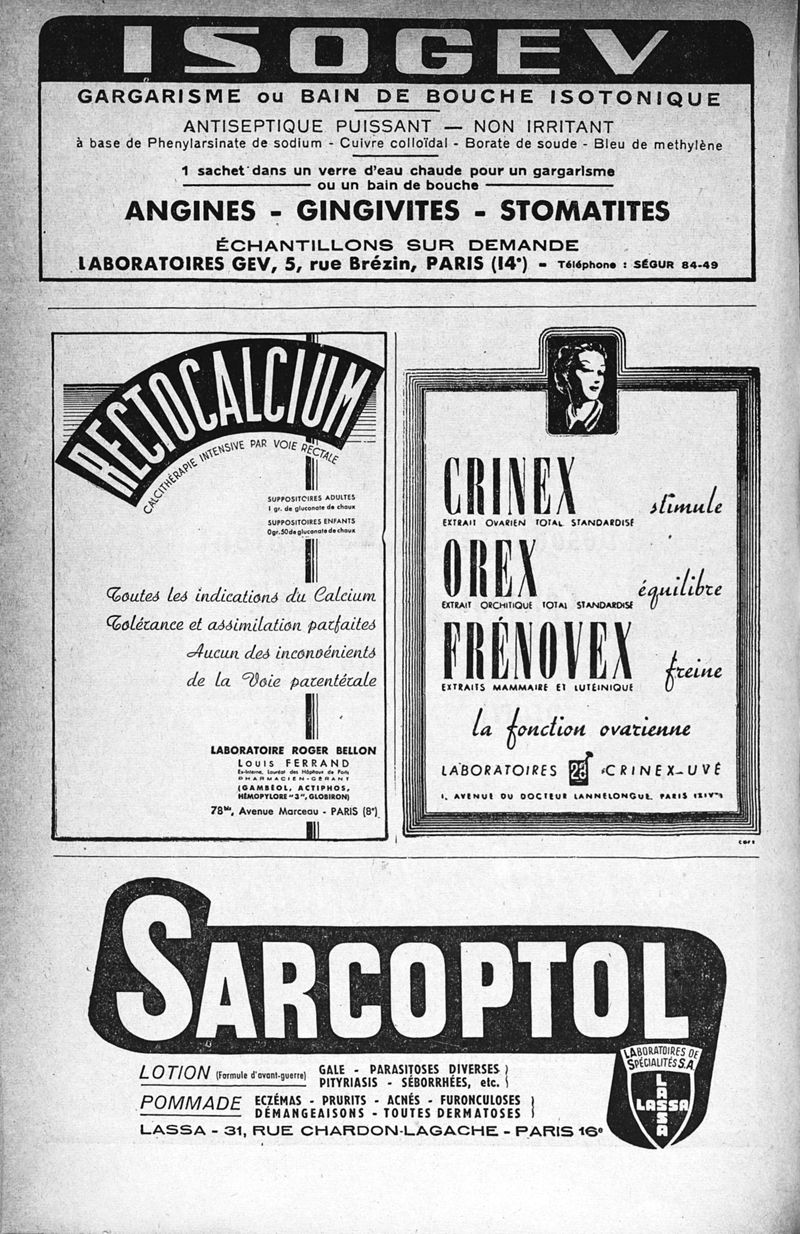 ISOGEV
GARGARISME ou BAIN DE BOUCHE ISOTONIQUE
ANTISEPTIQUE PUISSANT — NON IRRITANT
à base de Phenylarsinate de sodium - Cuivre colloïdal - Borate de soude - Bleu de methylène
1 sachet dans un verre d'eau chaude pour un gargarisme
ou un bain de bouche
ANGINES - GINGIVITES - STOMATITES
ÉCHANTILLONS SUR DEMANDE
LABORATOIRES GEV, 5, rue Brézin, PARIS (14e) - Téléphone : SÉGUR 84-49
RECTOCALCIUM
CALCITHÉRAPIE INTENSIVE PAR VOIE RECTALE
SUPPOSITOIRES ADULTES
1 gr. de gluconate de chaux
SUPPOSITOIRES ENFANTS
0gr.50 de gluconate de chaux
Toutes les indications du Calcium
Tolérance et assimilation parfaites
Aucun des inconvénients
de la Voie parentérale
LABORATOIRE ROGER BELLON
LOUIS FERRAND
Ex-Interne, Lauréat des Hôpitaux de Paris
PHARMACIEN-GÉRANT
(GAMBÉOL, ACTIPHOS,
HÉMOPYLORE "3", GLOBIRON)
78bis, Avenue Marceau - PARIS (8e)
CRINEX stimule
EXTRAIT OVARIEN TOTAL STANDARDISÉ
OREX équilibre
EXTRAIT ORCHITIQUE TOTAL STANDARDISÉ
FRÉNOVEX freine
EXTRAITS MAMMAIRE ET LUTÉINIQUE
la fonction ovarienne
LABORATOIRES CRINEX-UVÉ
1, AVENUE DU DOCTEUR LANNELONGUE. PARIS (XIVe)
SARCOPTOL
LOTION (Formule d'avant-guerre) GALE - PARASITOSES DIVERSES
PITYRIASIS - SÉBORRHÉES, etc.
POMMADE ECZÉMAS - PRURITS - ACNÉS - FURONCULOSES
DÉMANGEAISONS - TOUTES DERMATOSES
LASSA - 31, RUE CHARDON-LAGACHE - PARIS 16e
LABORATOIRES DE
SPÉCIALITÉS S.A.
LASSA
LASSA